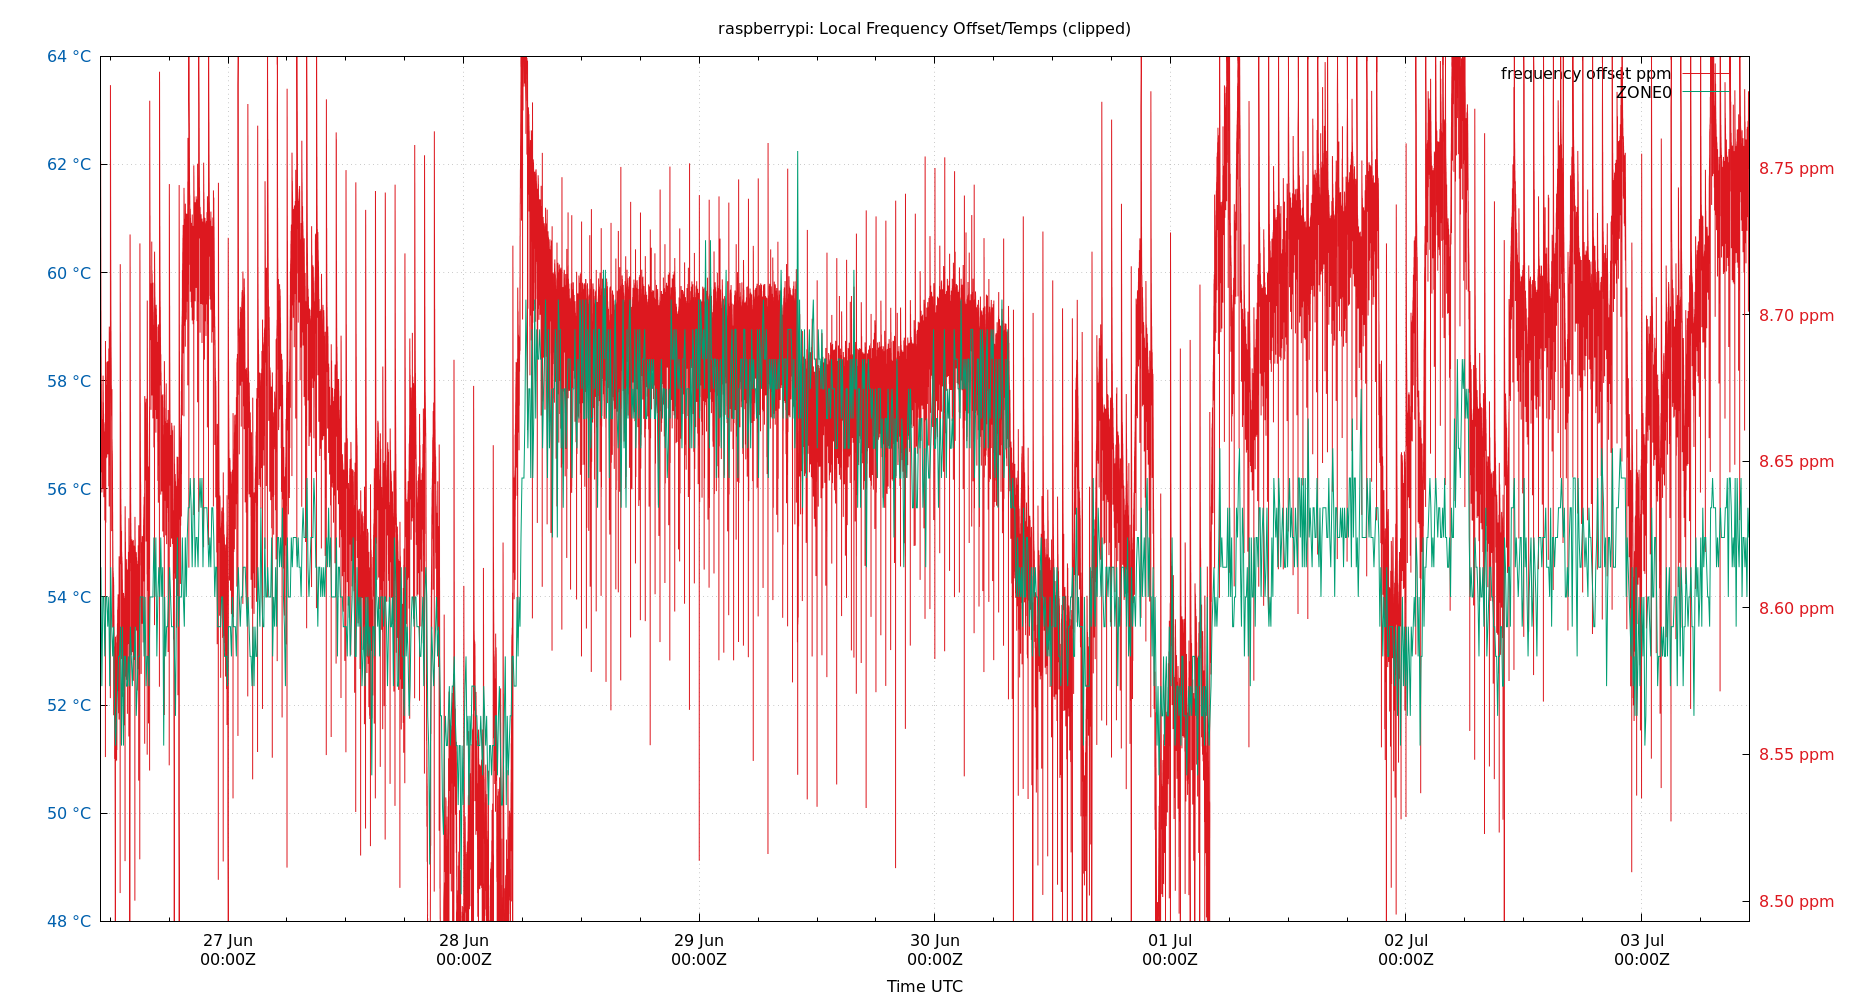 raspberrypi: Local Frequency Offset/Temps (clipped)
64 °C
62 °C
60 °C
58 °C
56 °C
54 °C
52 °C
50 °C
48 °C
frequency offset ppm
ZONE0
8.75 ppm
8.70 ppm
8.65 ppm
8.60 ppm
8.55 ppm
8.50 ppm
27 Jun 28 Jun 29 Jun 30 Jun 01 Jul 02 Jul 03 Jul
00:00Z 00:00Z 00:00Z 00:00Z 00:00Z 00:00Z 00:00Z
Time UTC